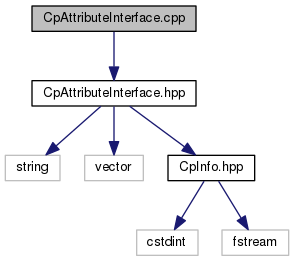 CpAttributeInterface.cpp
CpAttributeInterface.hpp
string
vector
CpInfo.hpp
cstdint
fstream